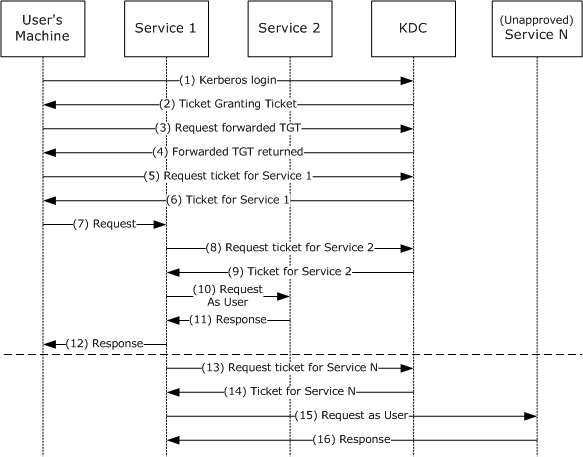 User's
Machine
Service 1
Service 2
KDC
(Unapproved)
Service N
(1) Kerberos login
(2) Ticket Granting Ticket
(3) Request forwarded TGT
(4) Forwarded TGT returned
(5) Request ticket for Service 1
(6) Ticket for Service 1
(7) Request
(8) Request ticket for Service 2
(9) Ticket for Service 2
(10) Request
As User
(11) Response
(12) Response
(13) Request ticket for Service N
(14) Ticket for Service N
(15) Request as User
(16) Response